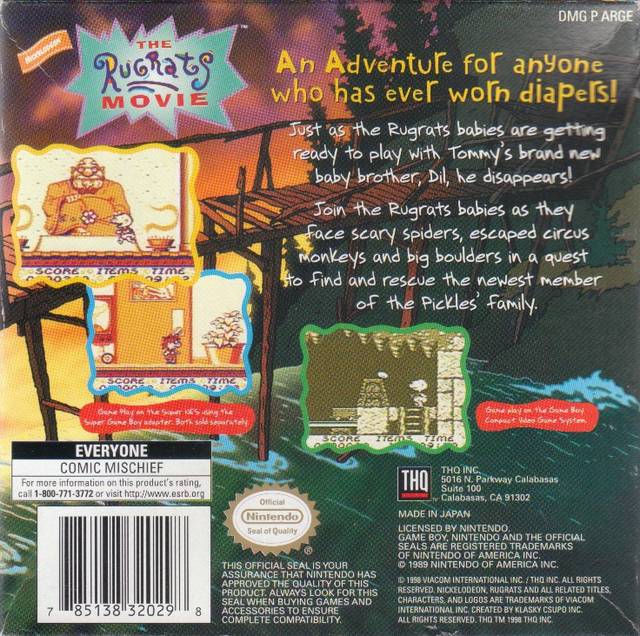 DMG P ARGE
NICKELODEON
THE
RUGRATS
MOVIE
™
An Adventure for anyone
who has ever worn diapers!
Just as the Rugrats babies are getting
ready to play with Tommy's brand new
baby brother, Dil, he disappears!
Join the Rugrats babies as they
face scary spiders, escaped circus
monkeys and big boulders in a quest
to find and rescue the newest member
of the Pickles' family.
SCORE ITEMS TIME
SCORE ITEMS TIME
SCORE ITEMS TIME
Game Play on the Super NES using the
Super Game Boy adapter. Both sold separately.
Game play on the Game Boy
Compact Video Game System.
EVERYONE
COMIC MISCHIEF
For more information on this product's rating,
call 1-800-771-3772 or visit http://www.esrb.org
7 85138 32029 8
Official
Nintendo
Seal of Quality
®
THIS OFFICIAL SEAL IS YOUR
ASSURANCE THAT NINTENDO HAS
APPROVED THE QUALITY OF THIS
PRODUCT. ALWAYS LOOK FOR THIS
SEAL WHEN BUYING GAMES AND
ACCESSORIES TO ENSURE
COMPLETE COMPATIBILITY.
THQ
THQ INC.
5016 N. Parkway Calabasas
Suite 100
Calabasas, CA 91302
MADE IN JAPAN
LICENSED BY NINTENDO.
GAME BOY, NINTENDO AND THE OFFICIAL
SEALS ARE REGISTERED TRADEMARKS
OF NINTENDO OF AMERICA INC.
© 1989 NINTENDO OF AMERICA INC.
© 1998 VIACOM INTERNATIONAL INC. / THQ INC. ALL RIGHTS
RESERVED. NICKELODEON, RUGRATS AND ALL RELATED TITLES,
CHARACTERS, AND LOGOS ARE TRADEMARKS OF VIACOM
INTERNATIONAL INC. CREATED BY KLASKY CSUPO INC.
ALL RIGHTS RESERVED. THQ TM 1998 THQ INC.